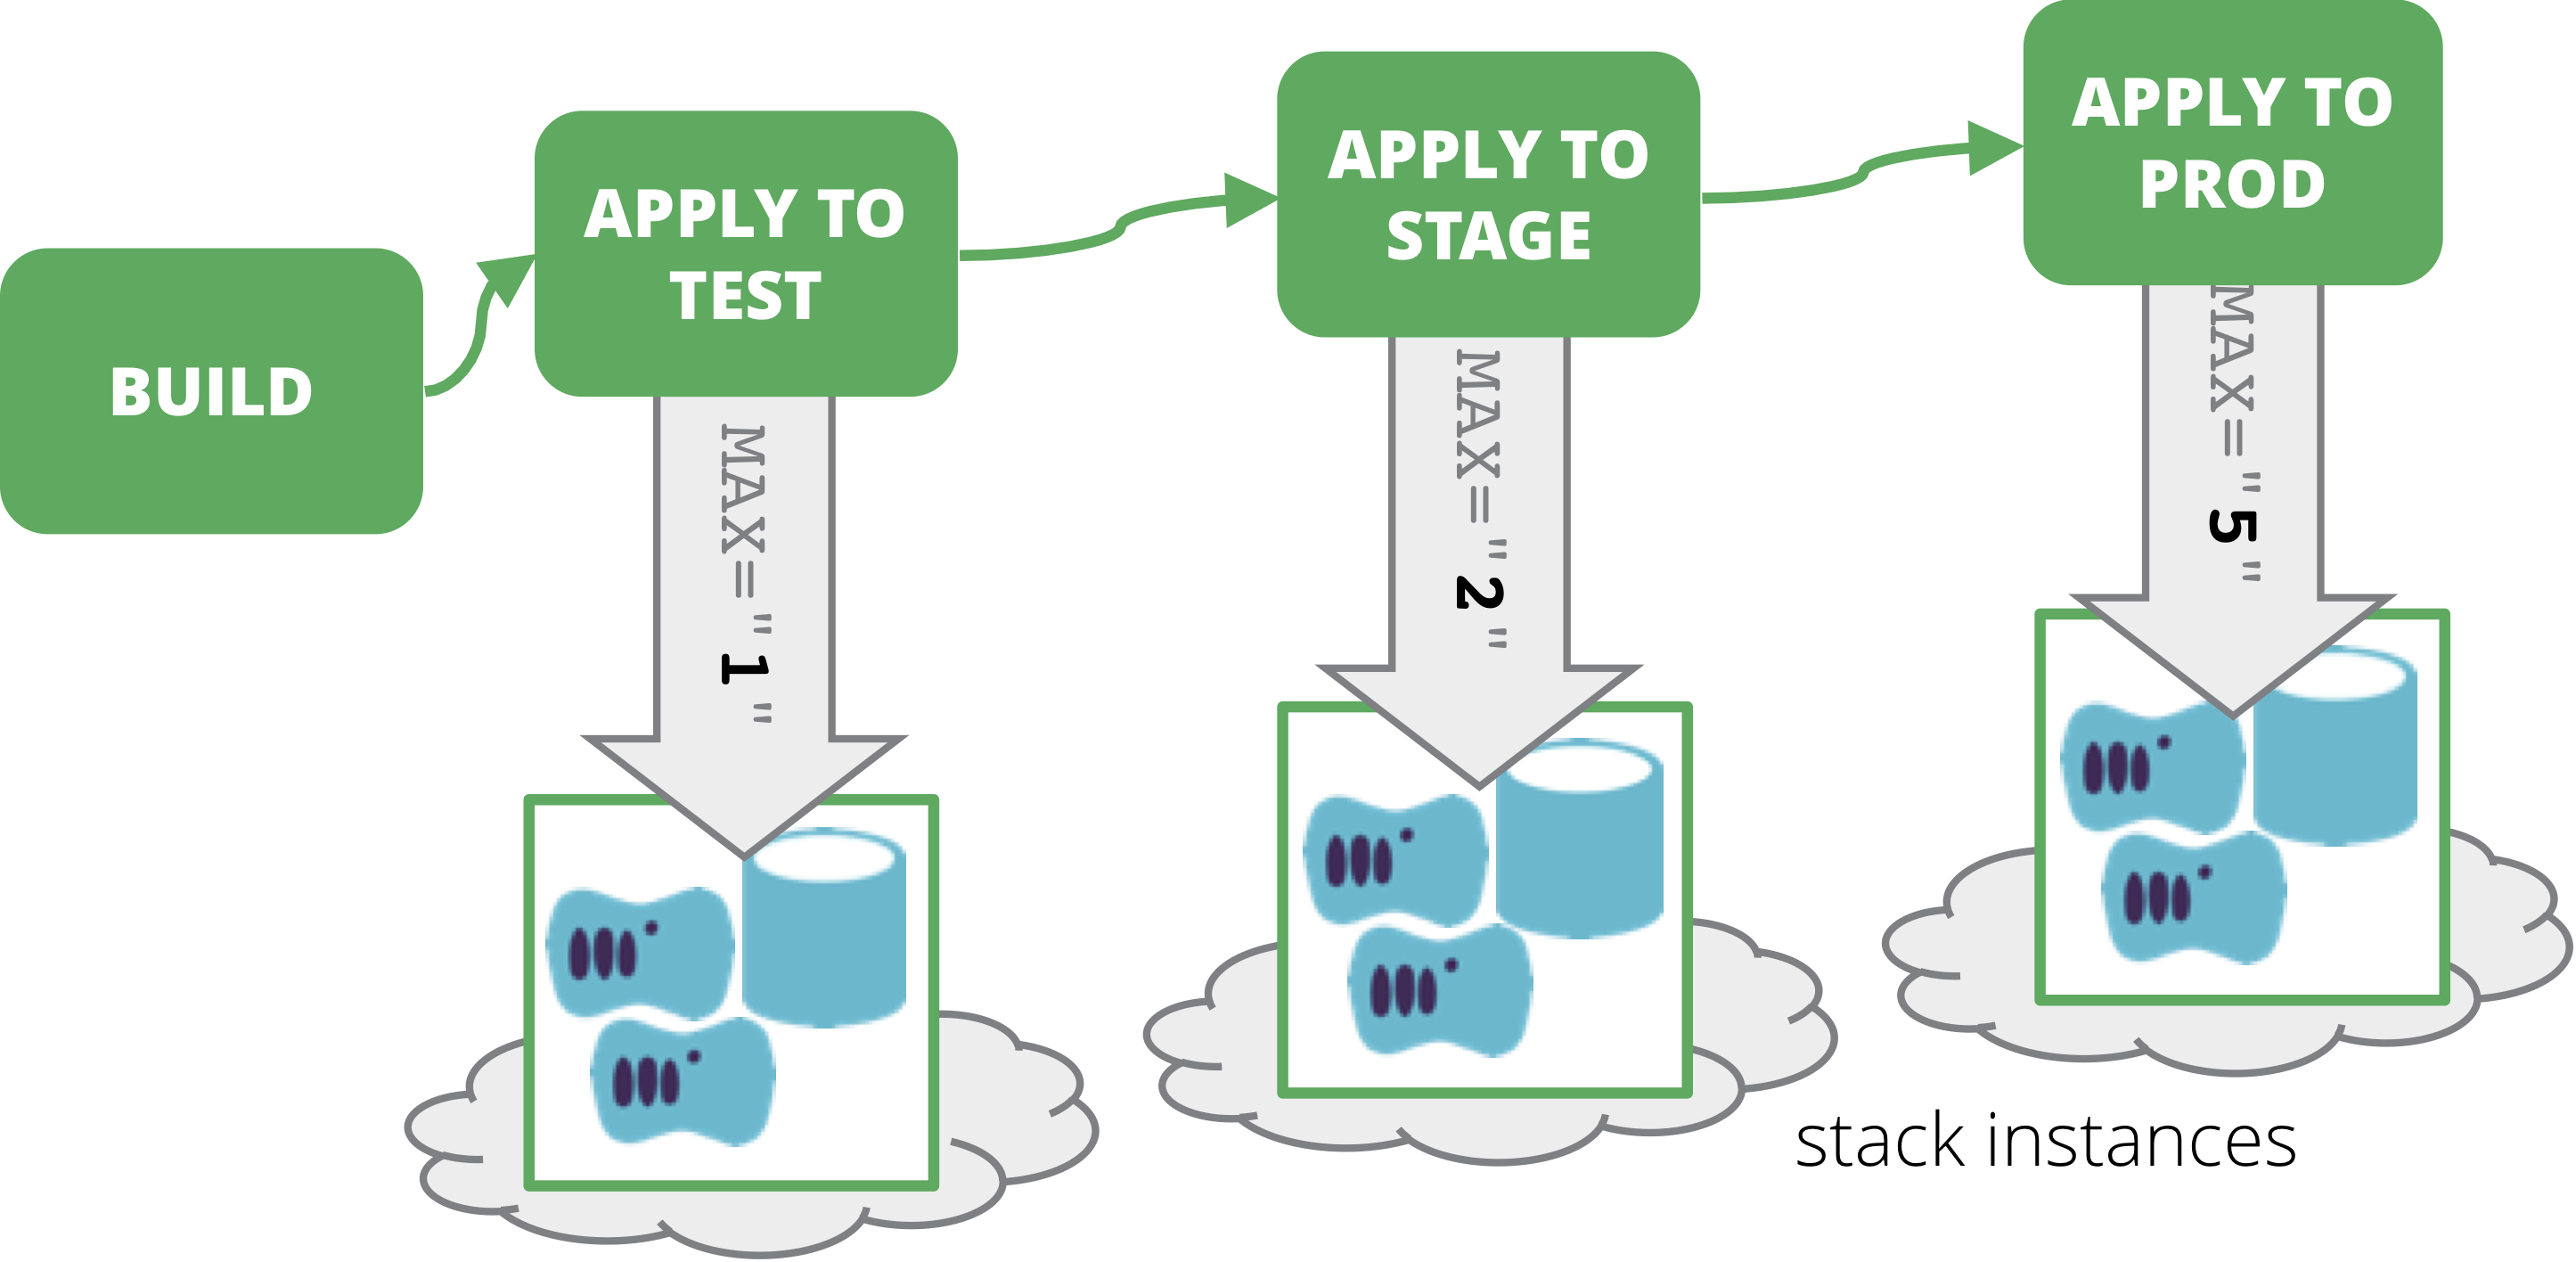 BUILD
APPLY TO
TEST
APPLY TO
STAGE
APPLY TO
PROD
MAX="1"
MAX="2"
MAX="5"
stack instances